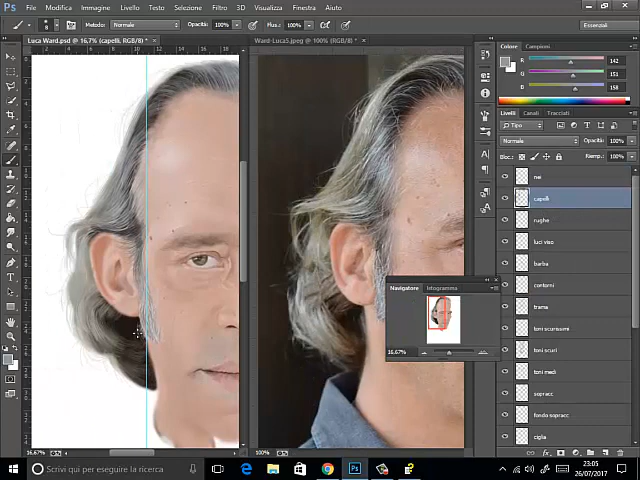 Ps File Modifica Immagine Livello Testo Selezione Filtro 3D Visualizza Finestra Aiuto
8 Metodo: Normale Opacità: 100% Flus.: 100% Essenziali
Luca Ward.psd @ 16,7% (capelli, RGB/8) * ×
Ward-Luca5.jpeg @ 100% (RGB/8) * ×
Colore Campioni
R 142
G 151
B 158
Livelli Canali Tracciati
Tipo
Normale Opacità: 100%
Bloc.: Riemp.: 100%
nei
capelli
rughe
luci viso
barba
contorni
trama
toni scurissimi
toni scuri
toni medi
sopracc
fondo sopracc
ciglia
Navigatore Istogramma
16.67%
16,67%
100%
Scrivi qui per eseguire la ricerca
23:05
26/07/2017